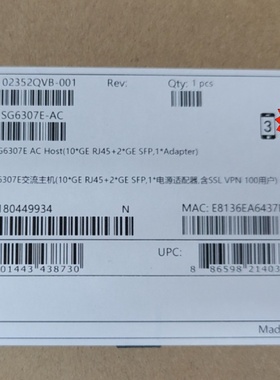 02352QVB-001 Rev: Qty: 1 pcs
SG6307E-AC
G6307E AC Host(10*GE RJ45+2*GE SFP,1*Adapter)
3
6307E交流主机(10*GE RJ45+2*GE SFP,1*电源适配器,含SSL VPN 100用户)
180449934 N MAC: E8136EA6437
UPC:
01443 438730 8 86598 21403
Mad